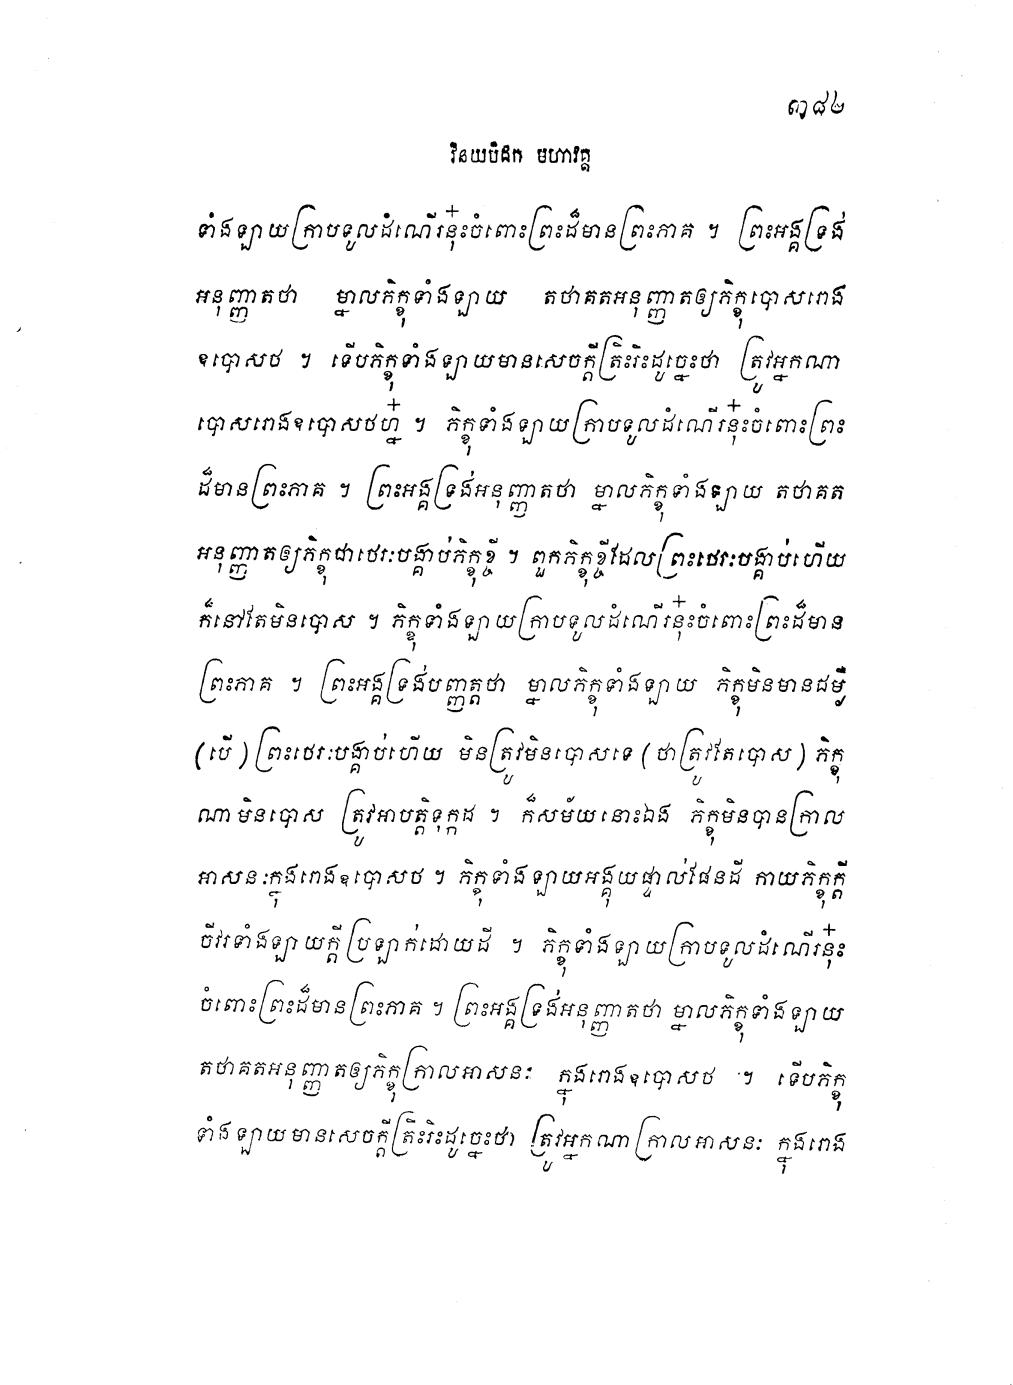 ៣៨២
វិនយបិដក មហាវគ្គ
ទាំងឡាយក្រាបទូលដំណើរនុ៎ះចំពោះព្រះដ៏មានព្រះភាគ ។ ព្រះអង្គទ្រង់
អនុញ្ញាតថា ម្នាលភិក្ខុទាំងឡាយ តថាគតអនុញ្ញាតឲ្យភិក្ខុបោសរោង
ឧបោសថ ។ ទើបភិក្ខុទាំងឡាយមានសេចក្តីត្រិះរិះដូច្នេះថា ត្រូវអ្នកណា
បោសរោងឧបោសថហ្ន៎ ។ ភិក្ខុទាំងឡាយក្រាបទូលដំណើរនុ៎ះចំពោះព្រះ
ដ៏មានព្រះភាគ ។ ព្រះអង្គទ្រង់អនុញ្ញាតថា ម្នាលភិក្ខុទាំងឡាយ តថាគត
អនុញ្ញាតឲ្យភិក្ខុជាថេរៈបង្គាប់ភិក្ខុខ្ចី ។ ពួកភិក្ខុខ្ចីដែលព្រះថេរៈបង្គាប់ហើយ
ក៏នៅតែមិនបោស ។ ភិក្ខុទាំងឡាយក្រាបទូលដំណើរនុ៎ះចំពោះព្រះដ៏មាន
ព្រះភាគ ។ ព្រះអង្គទ្រង់បញ្ញត្តថា ម្នាលភិក្ខុទាំងឡាយ ភិក្ខុមិនមានជម្ងឺ
(បើ) ព្រះថេរៈបង្គាប់ហើយ មិនត្រូវមិនបោសទេ (ថាត្រូវតែបោស) ភិក្ខុ
ណាមិនបោស ត្រូវអាបត្តិទុក្កដ ។ ក៏សម័យនោះឯង ភិក្ខុមិនបានក្រាល
អាសនៈក្នុងរោងឧបោសថ ។ ភិក្ខុទាំងឡាយអង្គុយផ្ទាល់ផែនដី កាយភិក្ខុក្តី
ចីវរទាំងឡាយក្តី ប្រឡាក់ដោយដី ។ ភិក្ខុទាំងឡាយក្រាបទូលដំណើរនុ៎ះ
ចំពោះព្រះដ៏មានព្រះភាគ ។ ព្រះអង្គទ្រង់អនុញ្ញាតថា ម្នាលភិក្ខុទាំងឡាយ
តថាគតអនុញ្ញាតឲ្យភិក្ខុក្រាលអាសនៈ ក្នុងរោងឧបោសថ ។ ទើបភិក្ខុ
ទាំងឡាយមានសេចក្តីត្រិះរិះដូច្នេះថា ត្រូវអ្នកណាក្រាលអាសនៈ ក្នុងរោង